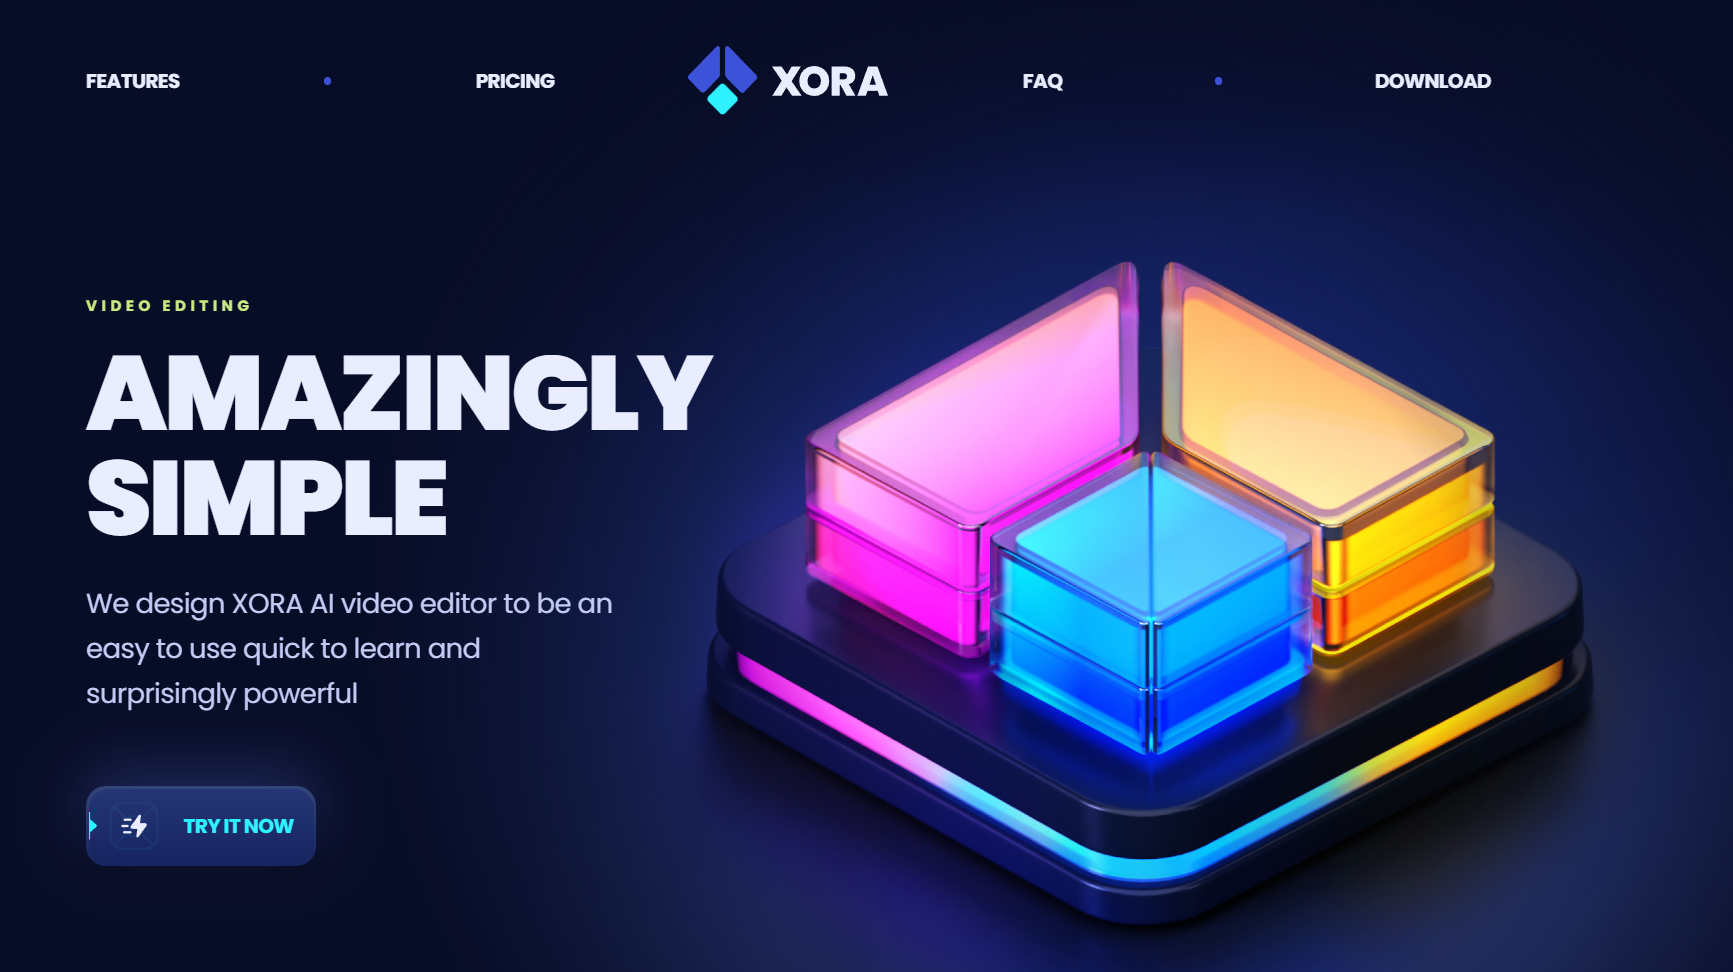 FEATURES
PRICING
XORA
FAQ
DOWNLOAD
VIDEO EDITING
AMAZINGLY
SIMPLE
We design XORA AI video editor to be an
easy to use quick to learn and
surprisingly powerful
TRY IT NOW